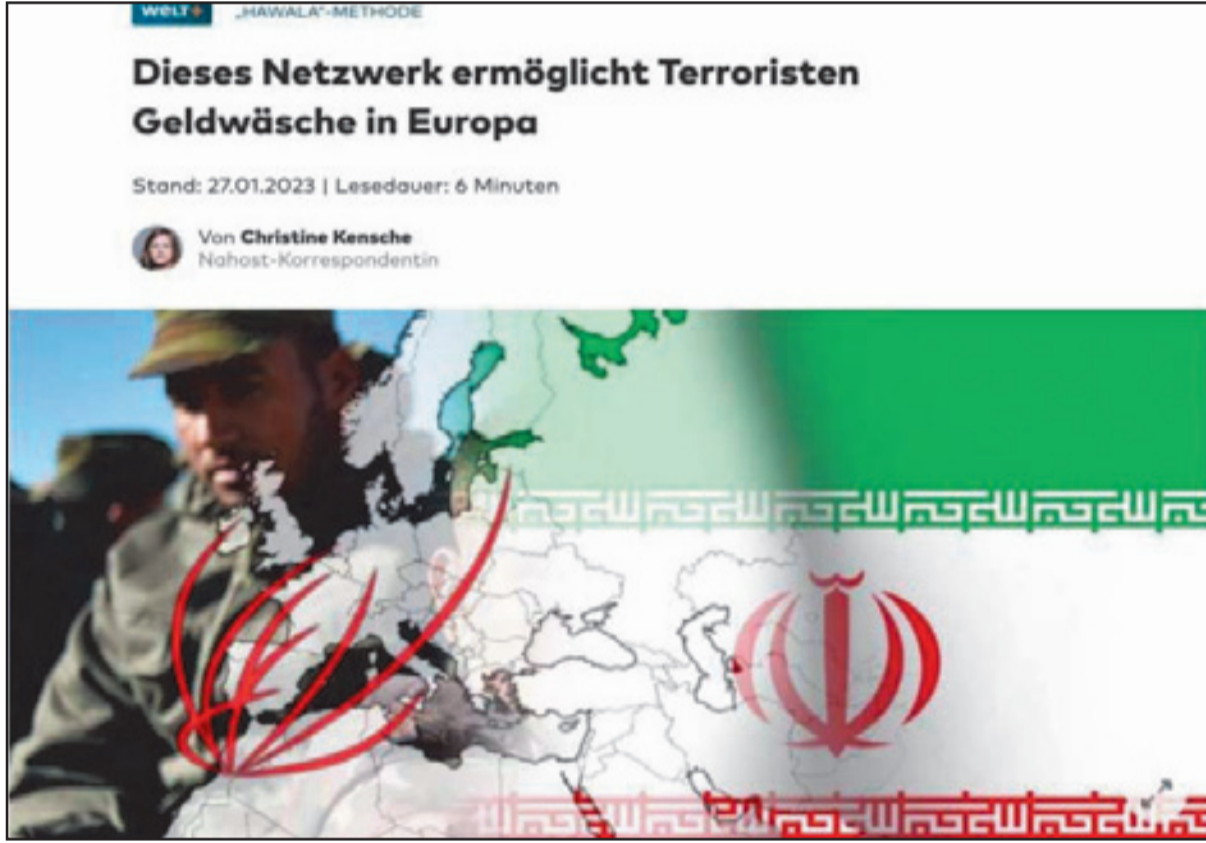 WELT+ „HAWALA“-METHODE
Dieses Netzwerk ermöglicht Terroristen
Geldwäsche in Europa
Stand: 27.01.2023 | Lesedauer: 6 Minuten
Von Christine Kensche
Nahost-Korrespondentin